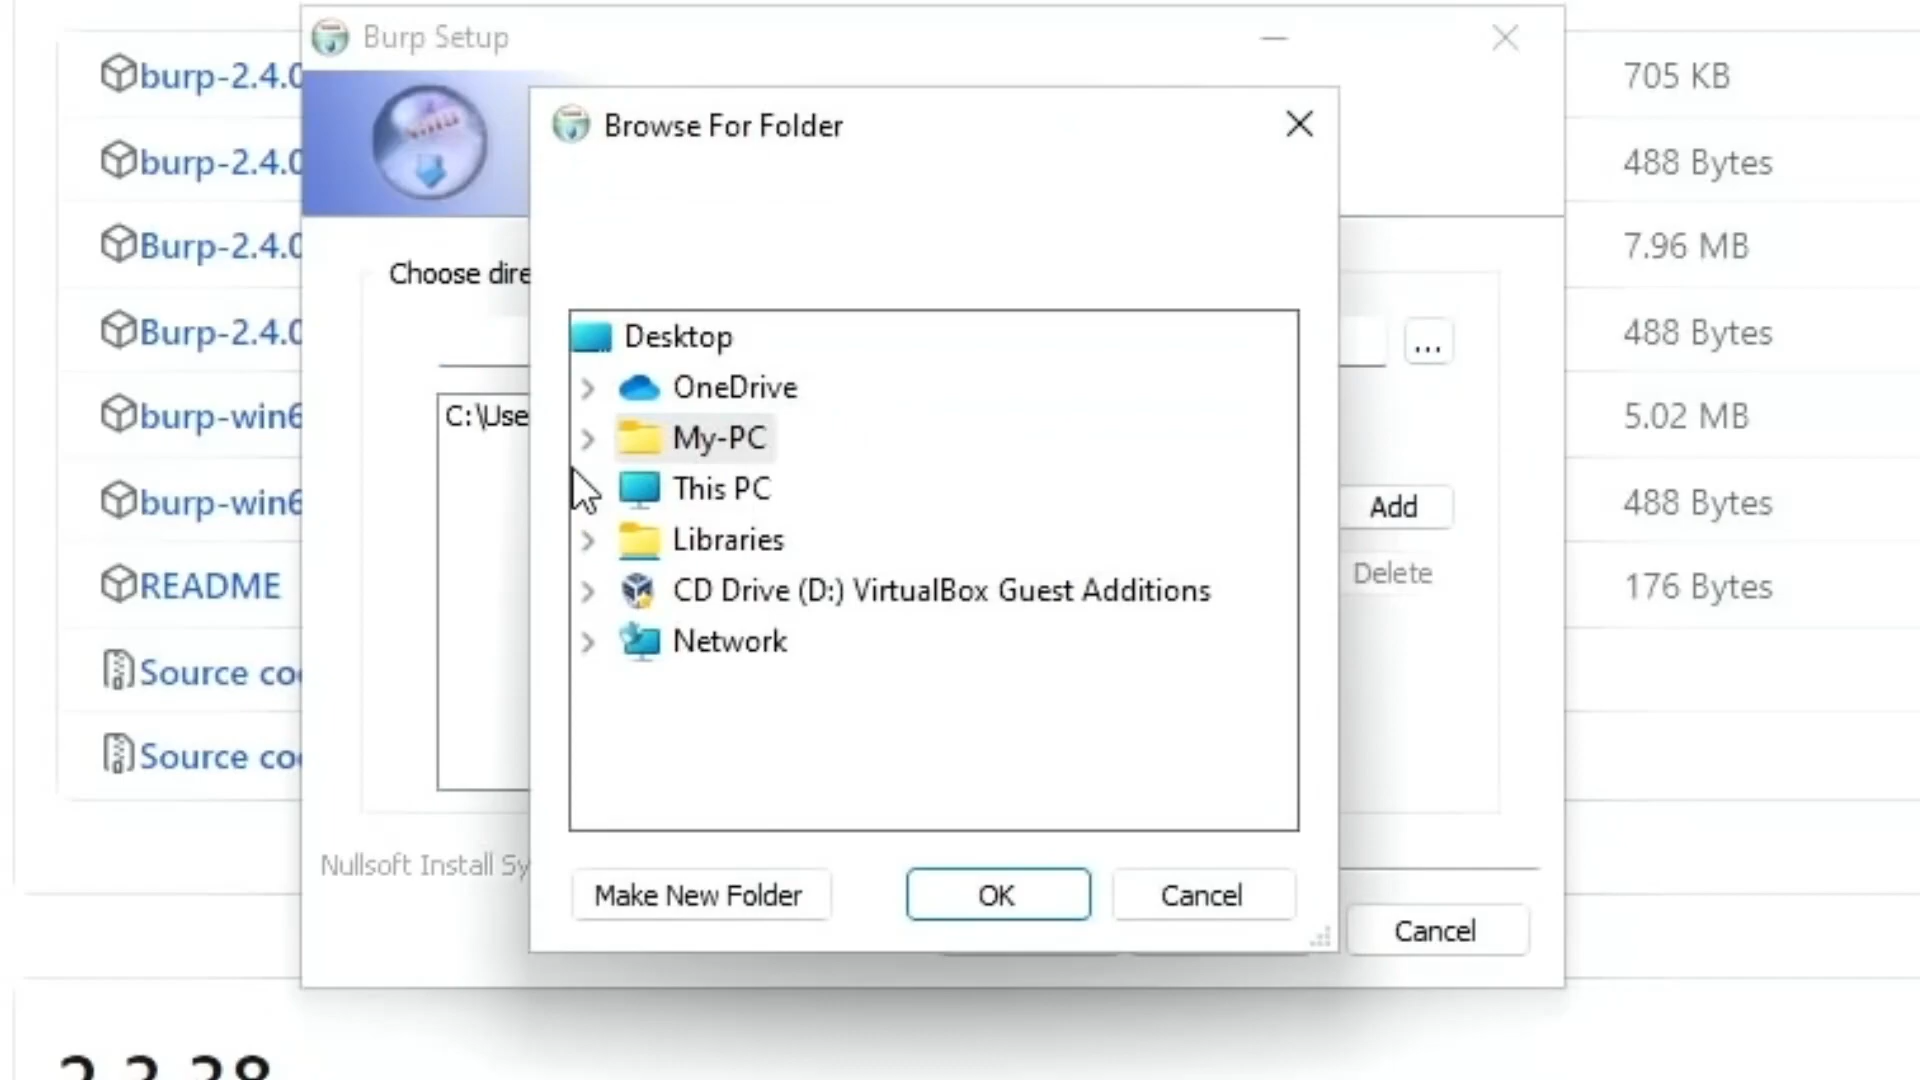 Burp Setup
Browse For Folder
Choose dire
...
C:\Use
Add
Delete
Desktop
OneDrive
My-PC
This PC
Libraries
CD Drive (D:) VirtualBox Guest Additions
Network
Make New Folder
OK
Cancel
Nullsoft Install Sy
Cancel
burp-2.4.0
705 KB
burp-2.4.0
488 Bytes
Burp-2.4.0
7.96 MB
Burp-2.4.0
488 Bytes
burp-win6
5.02 MB
burp-win6
488 Bytes
README
176 Bytes
Source co
Source co
2.3.38